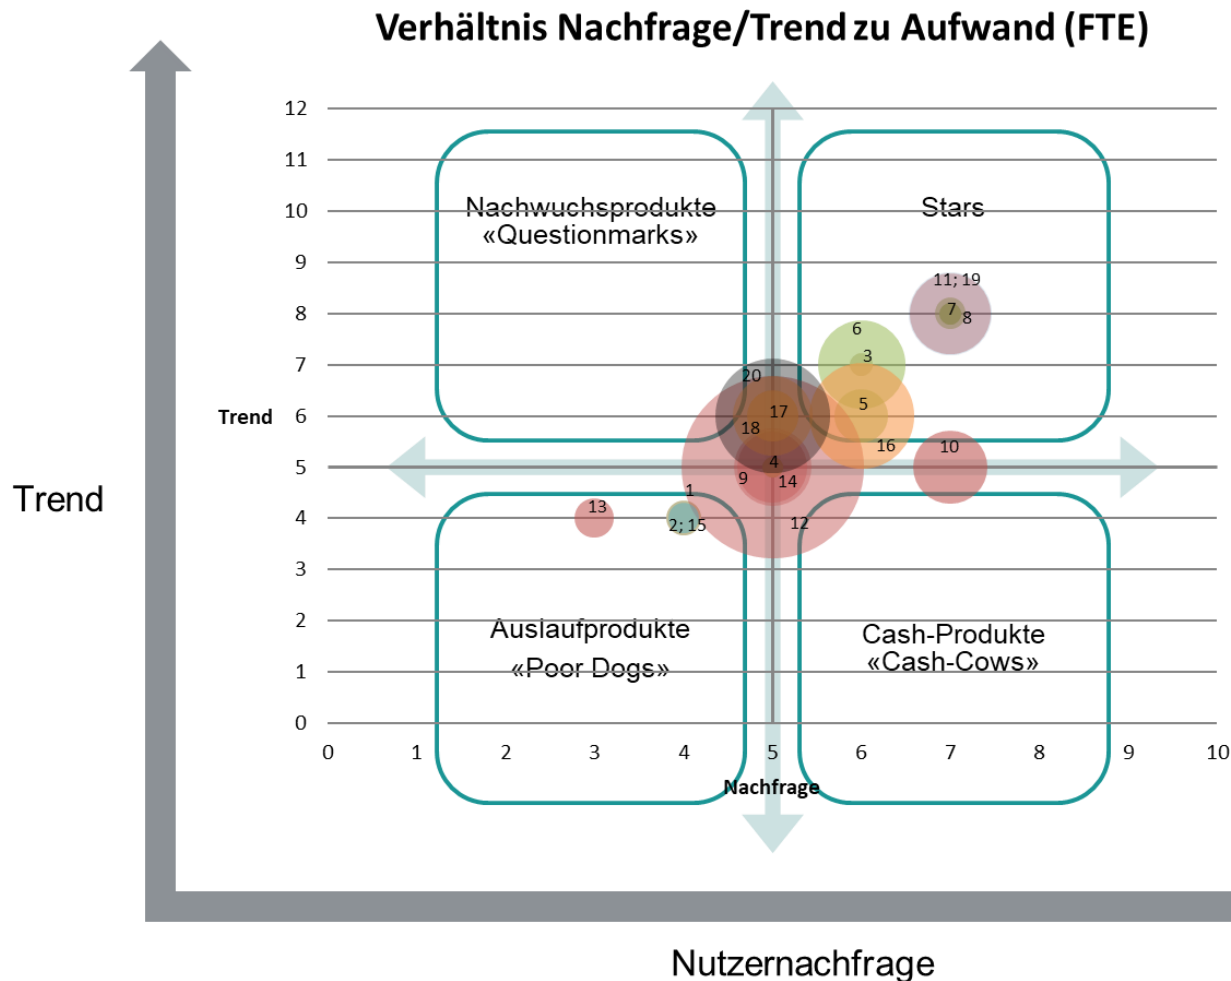 Verhältnis Nachfrage/Trend zu Aufwand (FTE)
12
11
10
9
8
7
6
5
4
3
2
1
0
0 1 2 3 4 5 6 7 8 9 10
Trend
Nachfrage
Nachwuchsprodukte
«Questionmarks»
Stars
11; 19
7
8
6
3
20
17
5
18
16
10
4
9
14
1
13
2; 15
12
Auslaufprodukte
«Poor Dogs»
Cash-Produkte
«Cash-Cows»
Trend
Nutzernachfrage